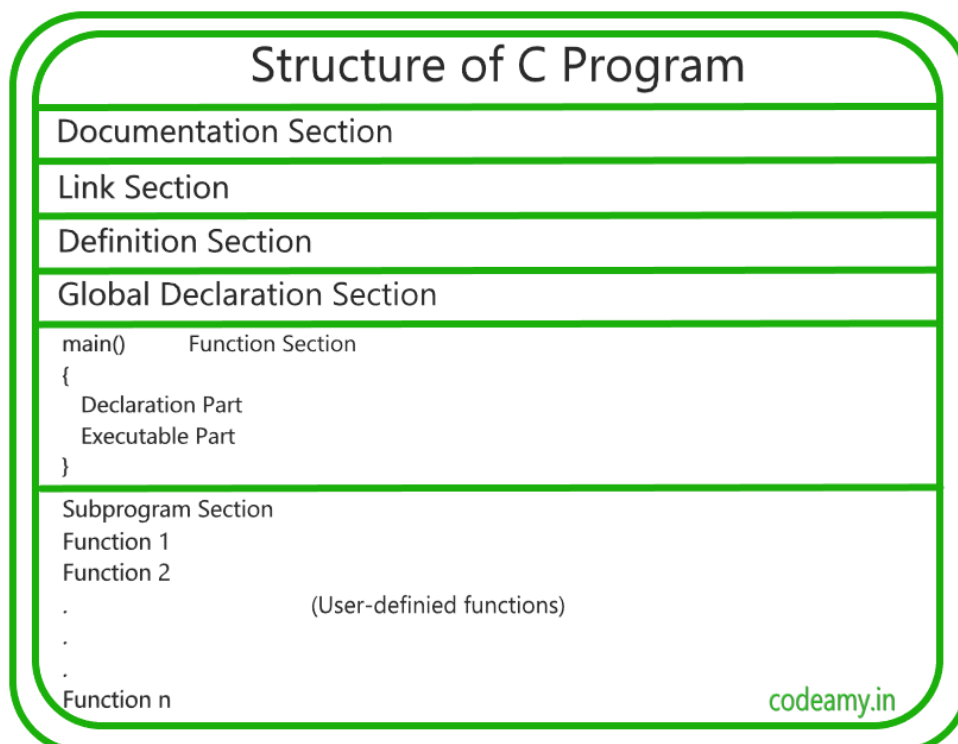 Structure of C Program
Documentation Section
Link Section
Definition Section
Global Declaration Section
main() Function Section
{
Declaration Part
Executable Part
}
Subprogram Section
Function 1
Function 2
. (User-definied functions)
.
.
Function n
codeamy.in